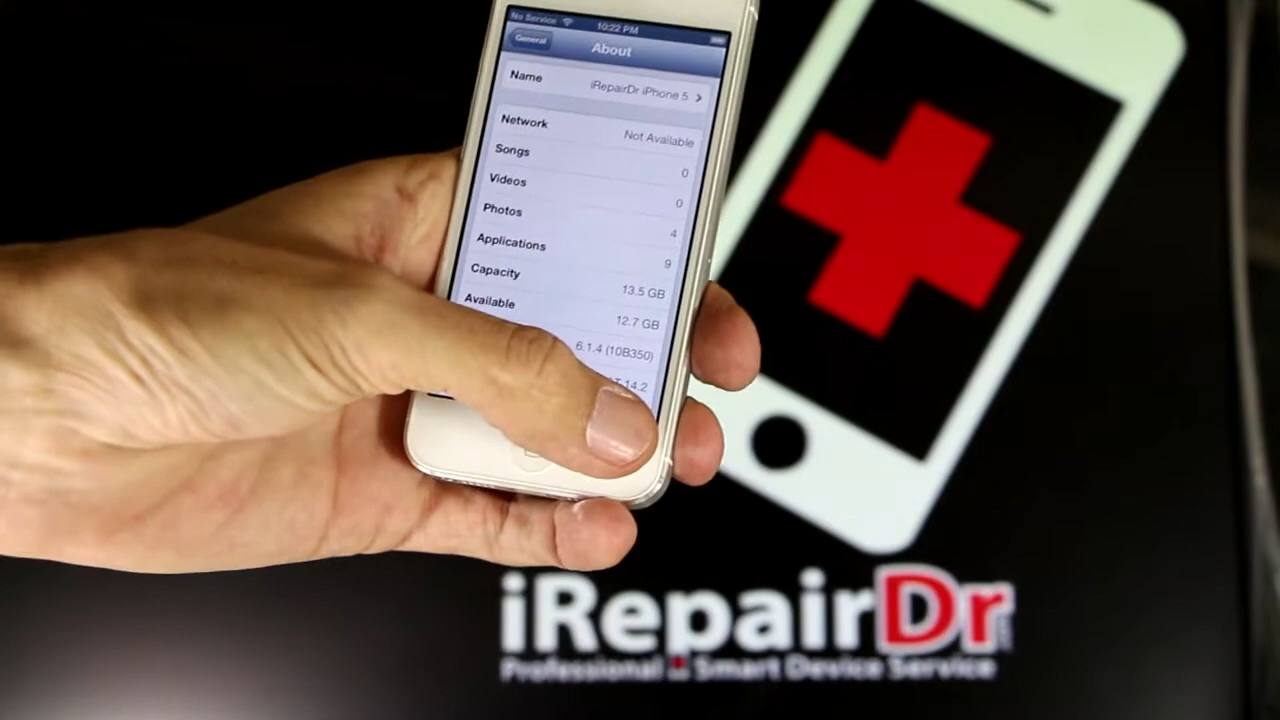 No Service 10:22 PM
General About
Name iRepairDr iPhone 5
Network Not Available
Songs 0
Videos 0
Photos 4
Applications 9
Capacity 13.5 GB
Available 12.7 GB
6.1.4 (10B350)
14.2
iRepairDr
Professional Smart Device Service